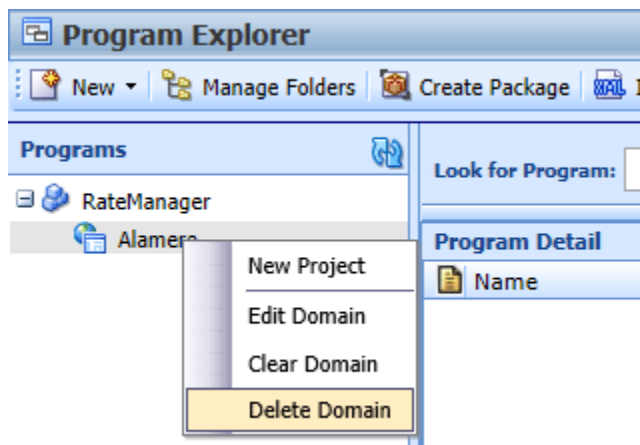 Program Explorer
New Manage Folders Create Package
Programs
Look for Program:
RateManager
Alamere
Program Detail
Name
New Project
Edit Domain
Clear Domain
Delete Domain